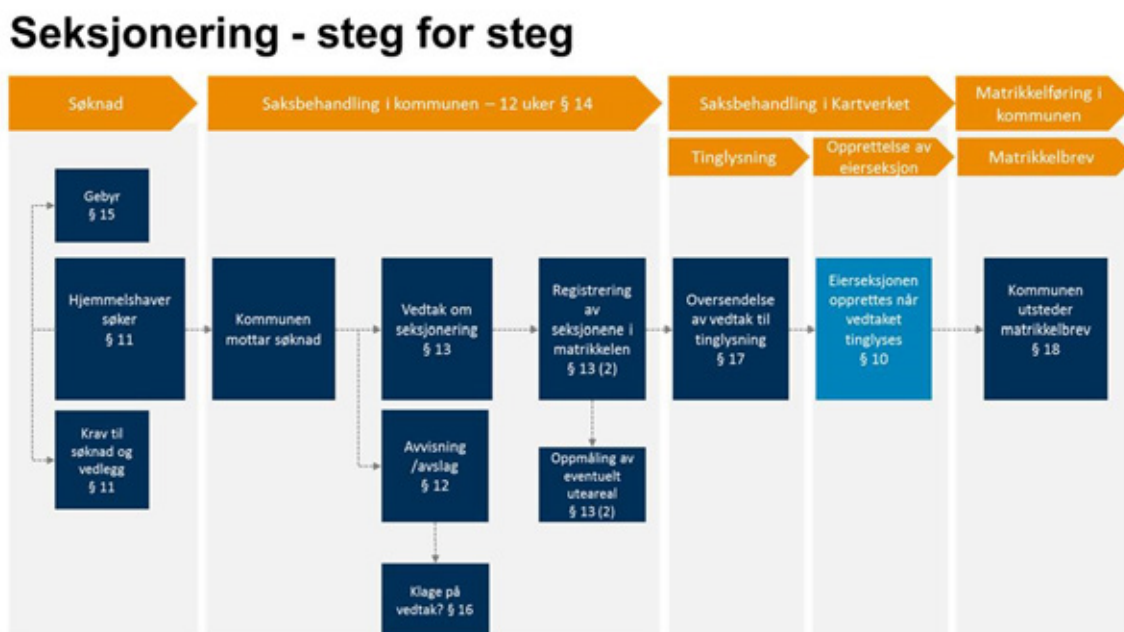 Seksjonering - steg for steg
Søknad
Saksbehandling i kommunen – 12 uker § 14
Saksbehandling i Kartverket
Matrikkelføring i
kommunen
Tinglysning
Opprettelse av
eierseksjon
Matrikkelbrev
Gebyr
§ 15
Hjemmelshaver
søker
§ 11
Krav til
søknad og
vedlegg
§ 11
Kommunen
mottar søknad
Vedtak om
seksjonering
§ 13
Avvisning
/avslag
§ 12
Klage på
vedtak? § 16
Registrering
av
seksjonene i
matrikkelen
§ 13 (2)
Oppmåling av
eventuelt
uteareal
§ 13 (2)
Oversendelse
av vedtak til
tinglysning
§ 17
Eierseksjonen
opprettes når
vedtaket
tinglyses
§ 10
Kommunen
utsteder
matrikkelbrev
§ 18